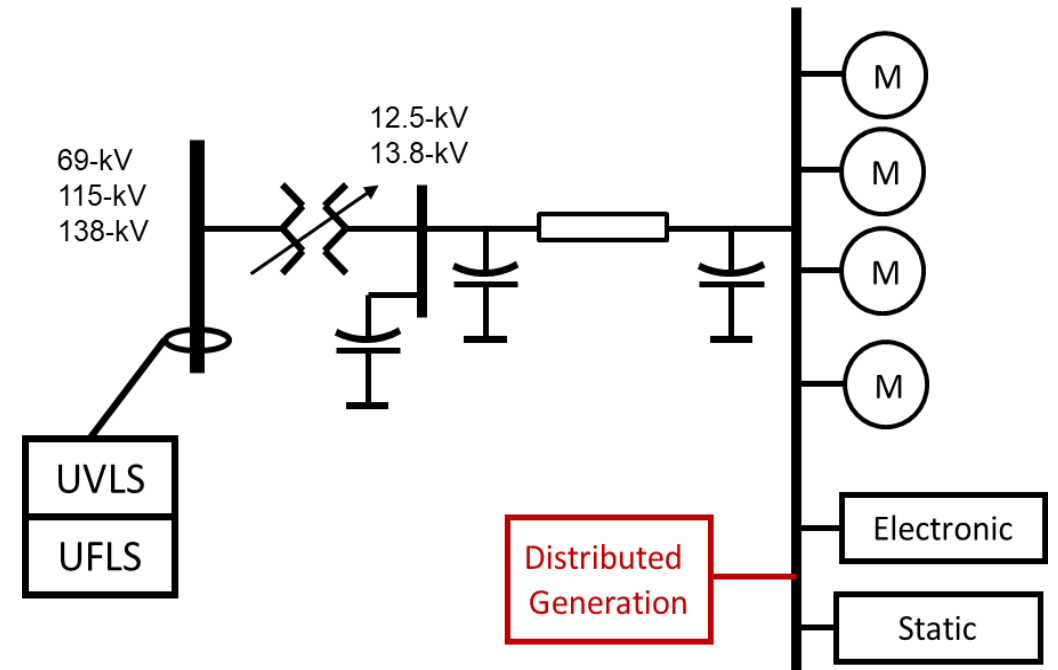 69-kV
115-kV
138-kV
12.5-kV
13.8-kV
M
M
M
M
UVLS
UFLS
Distributed
Generation
Electronic
Static